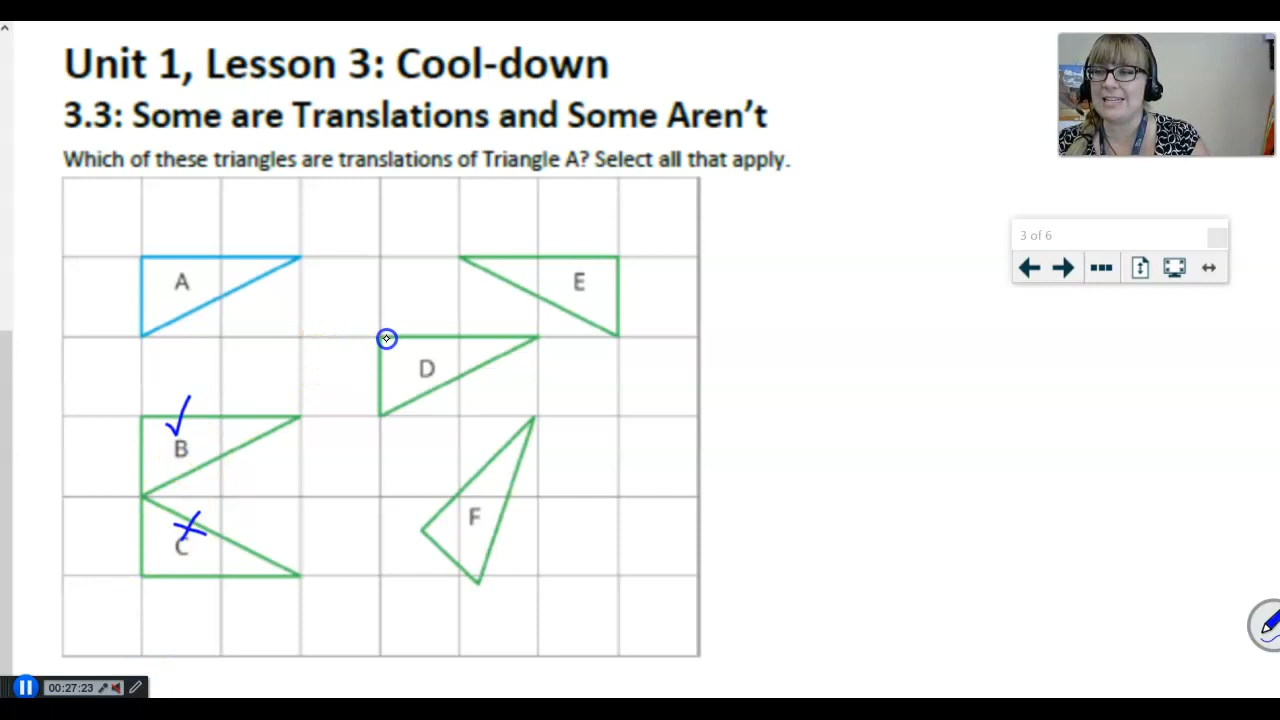 Unit 1, Lesson 3: Cool-down
3.3: Some are Translations and Some Aren't
Which of these triangles are translations of Triangle A? Select all that apply.
3 of 6
A
E
D
B
F
C
00:27:23